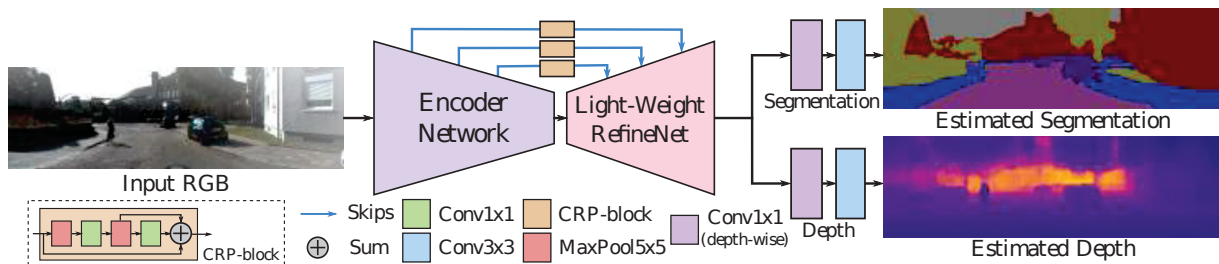 Encoder
Network
Light-Weight
RefineNet
Segmentation
Estimated Segmentation
Input RGB
Depth
Estimated Depth
CRP-block
Skips
Conv1x1
CRP-block
Conv1x1
(depth-wise)
Sum
Conv3x3
MaxPool5x5